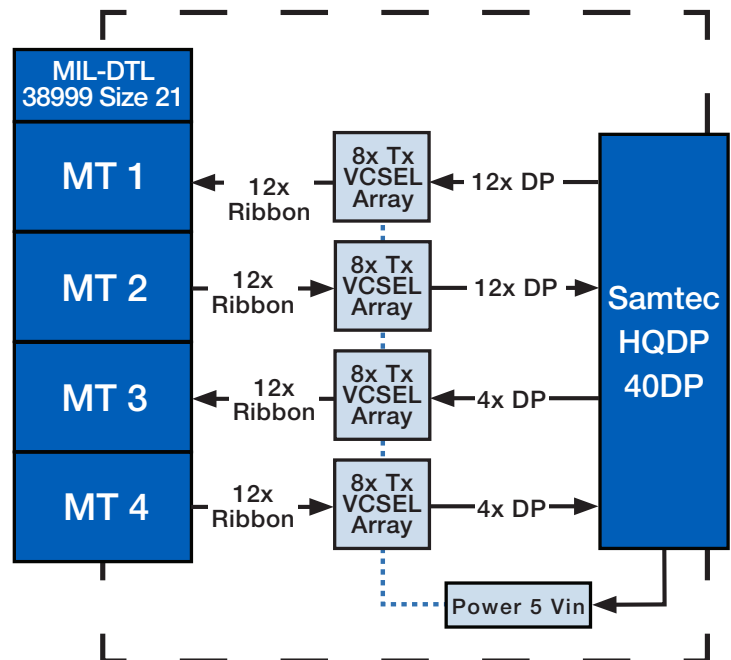 MIL-DTL
38999 Size 21
MT 1
12x
Ribbon
8x Tx
VCSEL
Array
12x DP
MT 2
12x
Ribbon
8x Tx
VCSEL
Array
12x DP
Samtec
HQDP
40DP
MT 3
12x
Ribbon
8x Tx
VCSEL
Array
4x DP
MT 4
12x
Ribbon
8x Tx
VCSEL
Array
4x DP
Power 5 Vin